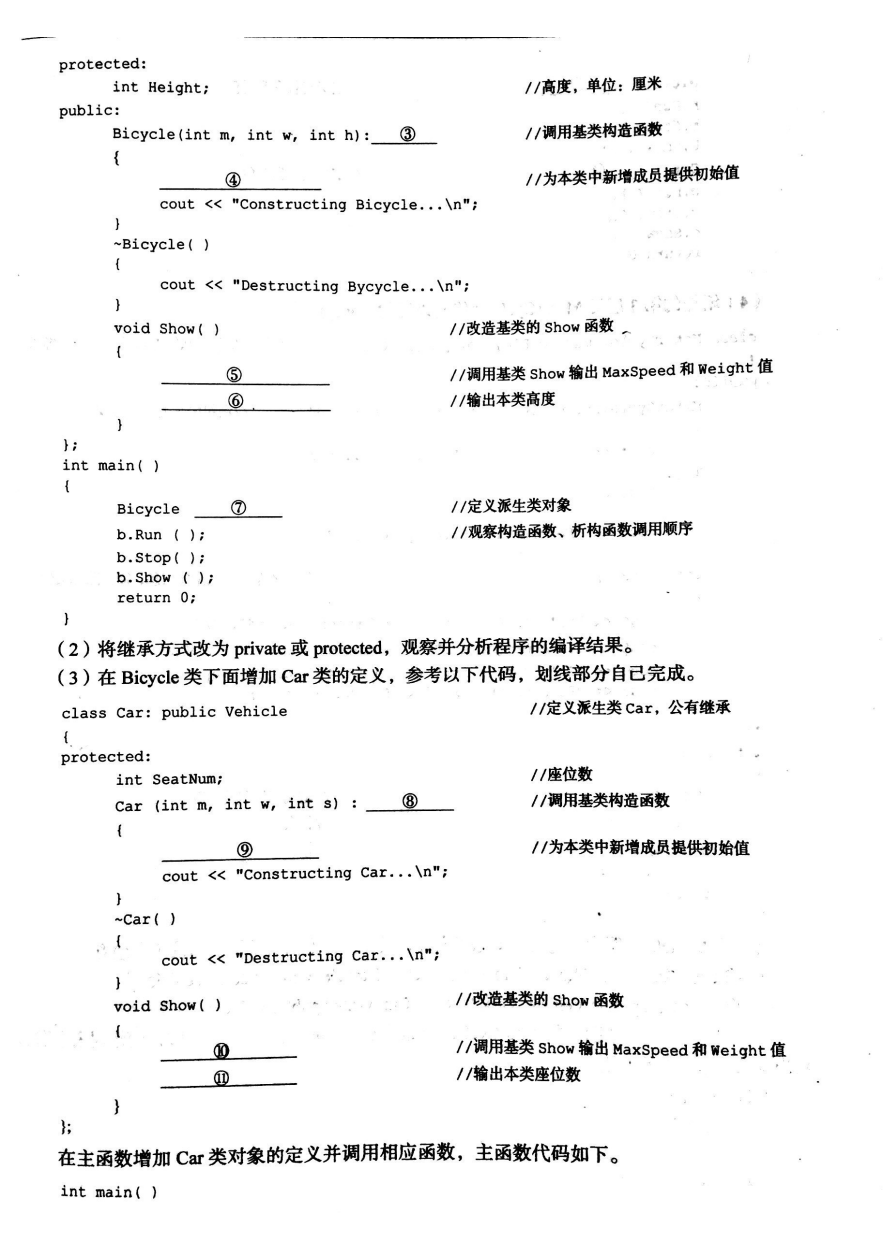 protected:
int Height; //高度，单位：厘米
public:
Bicycle(int m, int w, int h): ③ //调用基类构造函数
{
④ //为本类中新增成员提供初始值
cout << "Constructing Bicycle...\n";
}
~Bicycle( )
{
cout << "Destructing Bycycle...\n";
}
void Show( ) //改造基类的 Show 函数
{
⑤ //调用基类 Show 输出 MaxSpeed 和 Weight 值
⑥ //输出本类高度
}
};
int main( )
{
Bicycle ⑦ //定义派生类对象
b.Run ( ); //观察构造函数、析构函数调用顺序
b.Stop( );
b.Show ( );
return 0;
}
（2）将继承方式改为 private 或 protected，观察并分析程序的编译结果。
（3）在 Bicycle 类下面增加 Car 类的定义，参考以下代码，划线部分自己完成。
class Car: public Vehicle //定义派生类 Car，公有继承
{
protected:
int SeatNum; //座位数
Car (int m, int w, int s) : ⑧ //调用基类构造函数
{
⑨ //为本类中新增成员提供初始值
cout << "Constructing Car...\n";
}
~Car( )
{
cout << "Destructing Car...\n";
}
void Show( ) //改造基类的 Show 函数
{
⑩ //调用基类 Show 输出 MaxSpeed 和 Weight 值
⑪ //输出本类座位数
}
};
在主函数增加 Car 类对象的定义并调用相应函数，主函数代码如下。
int main( )